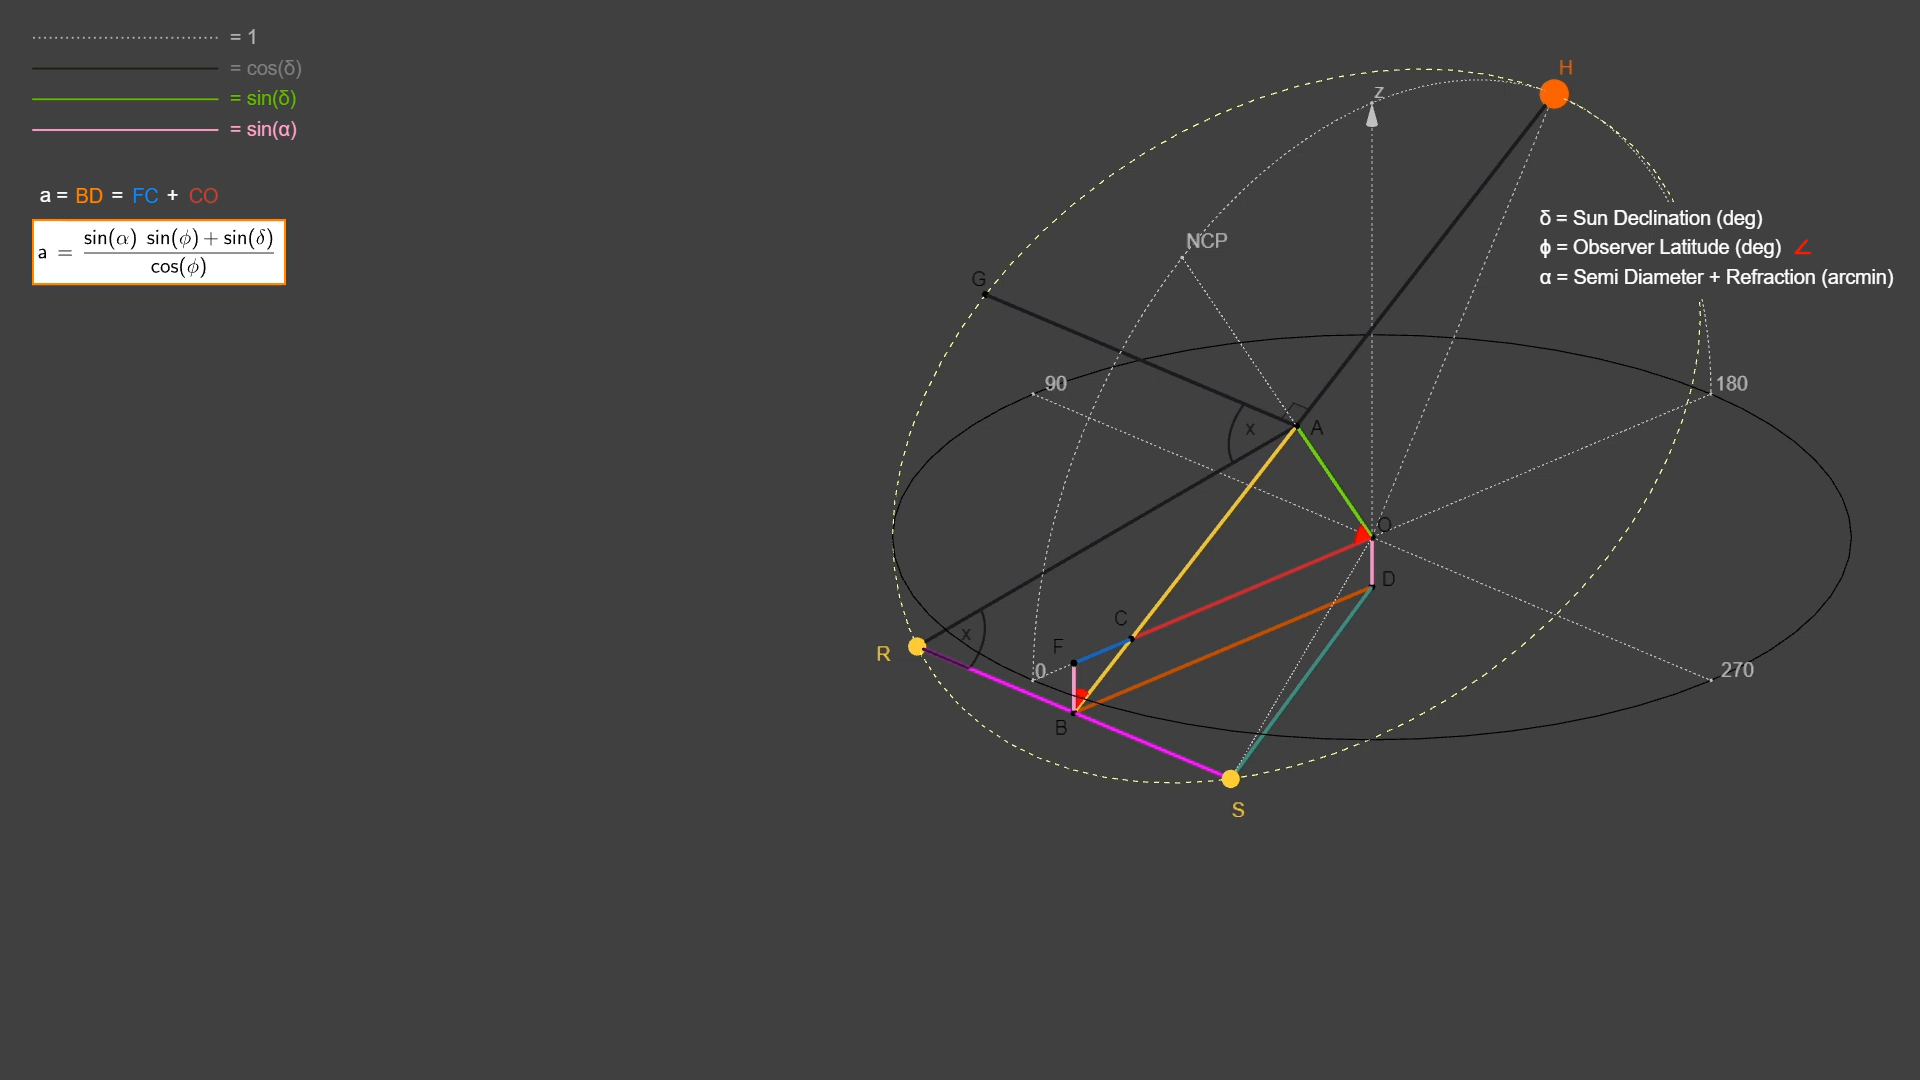 = 1
= cos(δ)
= sin(δ)
= sin(α)
a = BD = FC + CO
a = sin(α) sin(ϕ) + sin(δ) / cos(ϕ)
H
z
δ = Sun Declination (deg)
NCP
ϕ = Observer Latitude (deg) ∠
G
α = Semi Diameter + Refraction (arcmin)
90
180
x
A
O
D
C
x
F
R
0
270
B
S